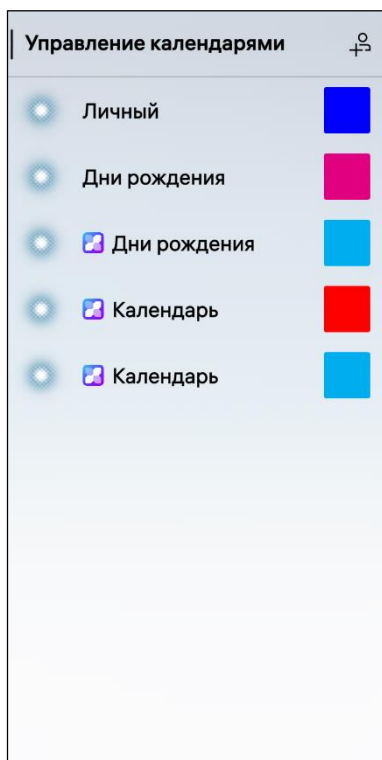 Управление календарями
Личный
Дни рождения
Дни рождения
Календарь
Календарь